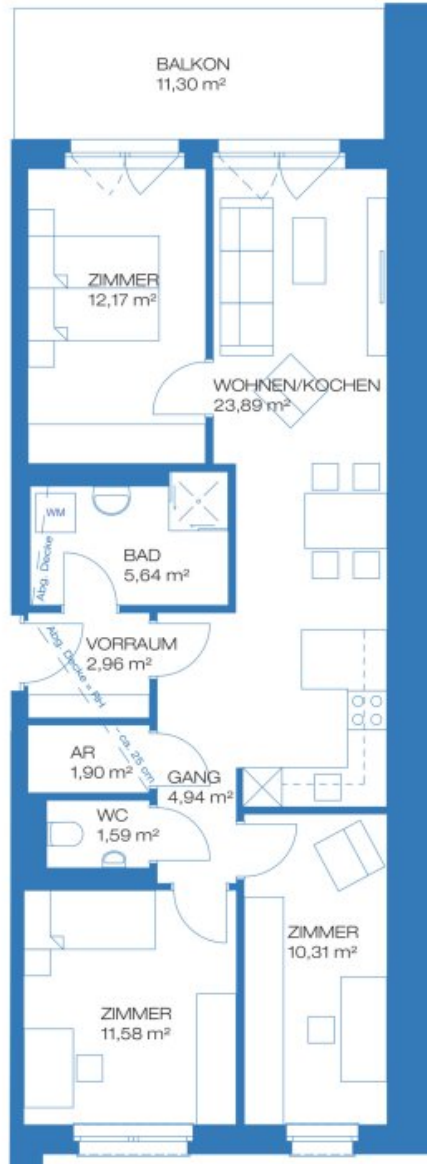 BALKON
11,30 m²
ZIMMER
12,17 m²
WOHNEN/KOCHEN
23,89 m²
WM
Abg. Decke
BAD
5,64 m²
VORRAUM
2,96 m²
Abg. Decke = RH
ca. 25 cm
AR
1,90 m²
GANG
4,94 m²
WC
1,59 m²
ZIMMER
10,31 m²
ZIMMER
11,58 m²